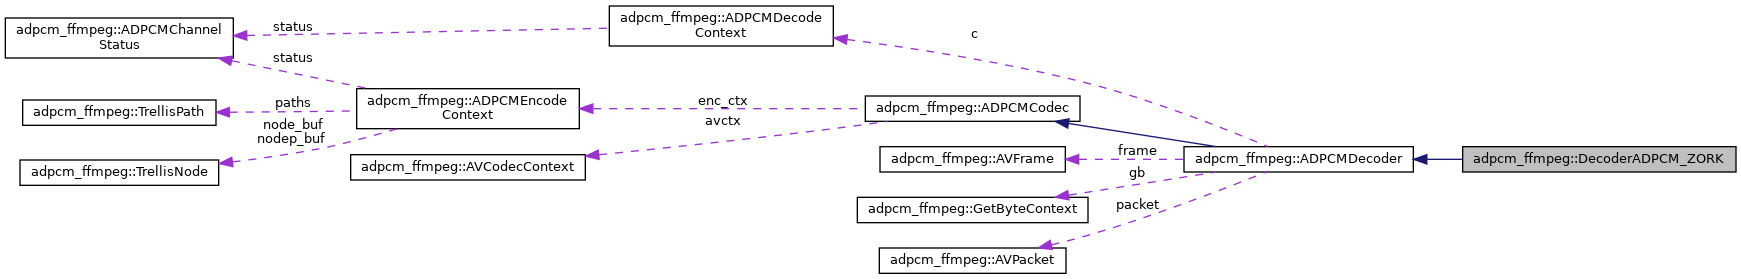 adpcm_ffmpeg::ADPCMChannel
Status
status
status
adpcm_ffmpeg::ADPCMDecode
Context
c
adpcm_ffmpeg::TrellisPath
paths
adpcm_ffmpeg::ADPCMEncode
Context
node_buf
nodep_buf
adpcm_ffmpeg::TrellisNode
enc_ctx
avctx
adpcm_ffmpeg::ADPCMCodec
adpcm_ffmpeg::AVCodecContext
adpcm_ffmpeg::AVFrame
frame
gb
packet
adpcm_ffmpeg::ADPCMDecoder
adpcm_ffmpeg::DecoderADPCM_ZORK
adpcm_ffmpeg::GetByteContext
adpcm_ffmpeg::AVPacket